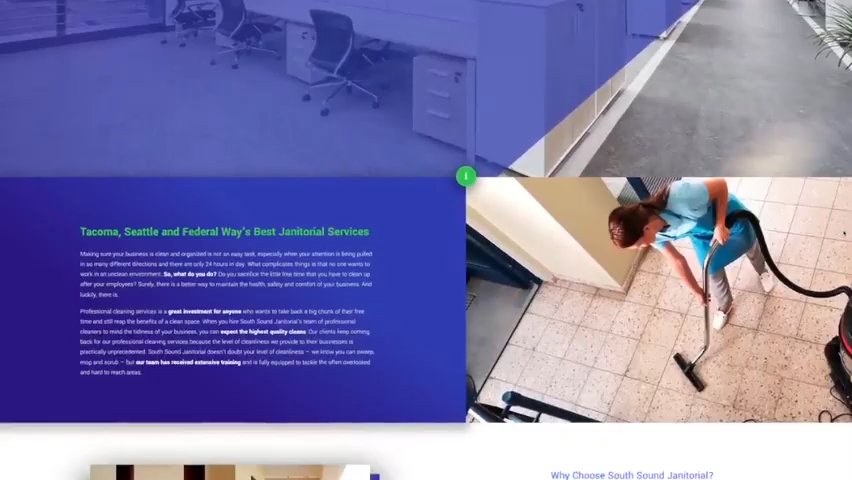 i
Tacoma, Seattle and Federal Way's Best Janitorial Services
Making sure your business is clean and organized is not an easy task, especially when your attention is being pulled
in so many different directions and there are only 24 hours in day. What complicates things is that no one wants to
work in an unclean environment. So, what do you do? Do you sacrifice the little free time that you have to clean up
after your employees? Surely, there is a better way to maintain the health, safety and comfort of your business. And
luckily, there is.
Professional cleaning services is a great investment for anyone who wants to take back a big chunk of their free
time and still reap the benefits of a clean space. When you hire South Sound Janitorial's team of professional
cleaners to mind the tidiness of your business, you can expect the highest quality cleans. Our clients keep coming
back for our professional cleaning services because the level of cleanliness we provide to their businesses is
practically unprecedented. South Sound Janitorial doesn't doubt your level of cleanliness – we know you can sweep,
mop and scrub – but our team has received extensive training and is fully equipped to tackle the often overlooked
and hard to reach areas.
Why Choose South Sound Janitorial?